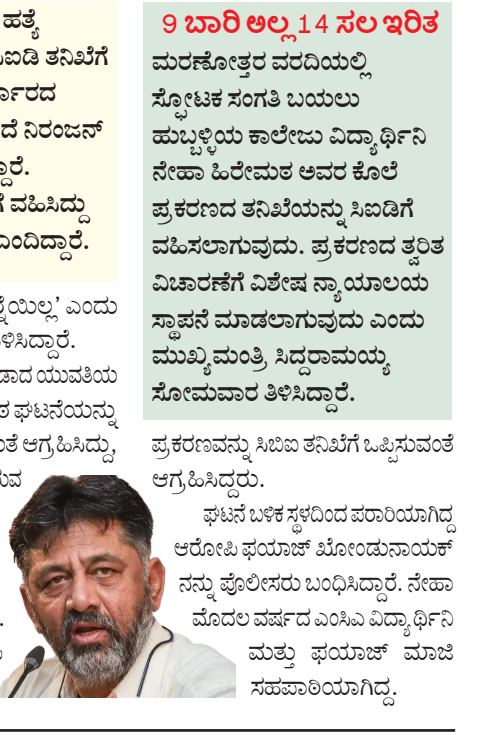 ಹತ್ಯೆ
ಸಿಐಡಿ ತನಿಖೆಗೆ
ನಿರಂಜನ್
ವಹಿಸಿದ್ದು
ಎಂದಿದ್ದಾರೆ.
ಎಂದು
ಯುವತಿಯ
ಘಟನೆಯನ್ನು
ಆಗ್ರಹಿಸಿದ್ದು,
9 ಬಾರಿ ಅಲ್ಲ 14 ಸಲ ಇರಿತ
ಮರಣೋತ್ತರ ವರದಿಯಲ್ಲಿ
ಸ್ಫೋಟಕ ಸಂಗತಿ ಬಯಲು
ಹುಬ್ಬಳ್ಳಿಯ ಕಾಲೇಜು ವಿದ್ಯಾರ್ಥಿನಿ
ನೇಹಾ ಹಿರೇಮಠ ಅವರ ಕೊಲೆ
ಪ್ರಕರಣದ ತನಿಖೆಯನ್ನು ಸಿಐಡಿಗೆ
ವಹಿಸಲಾಗುವುದು. ಪ್ರಕರಣದ ತ್ವರಿತ
ವಿಚಾರಣೆಗೆ ವಿಶೇಷ ನ್ಯಾಯಾಲಯ
ಸ್ಥಾಪನೆ ಮಾಡಲಾಗುವುದು ಎಂದು
ಮುಖ್ಯಮಂತ್ರಿ ಸಿದ್ದರಾಮಯ್ಯ
ಸೋಮವಾರ ತಿಳಿಸಿದ್ದಾರೆ.
ಪ್ರಕರಣವನ್ನು ಸಿಬಿಐ ತನಿಖೆಗೆ ಒಪ್ಪಿಸುವಂತೆ
ಆಗ್ರಹಿಸಿದ್ದರು.
ಘಟನೆ ಬಳಿಕ ಸ್ಥಳದಿಂದ ಪರಾರಿಯಾಗಿದ್ದ
ಆರೋಪಿ ಫಯಾಜ್ ಖೋಂಡುನಾಯಕ್
ನನ್ನು ಪೊಲೀಸರು ಬಂಧಿಸಿದ್ದಾರೆ. ನೇಹಾ
ಮೊದಲ ವರ್ಷದ ಎಂಸಿಎ ವಿದ್ಯಾರ್ಥಿನಿ
ಮತ್ತು ಫಯಾಜ್ ಮಾಜಿ
ಸಹಪಾಠಿಯಾಗಿದ್ದ.